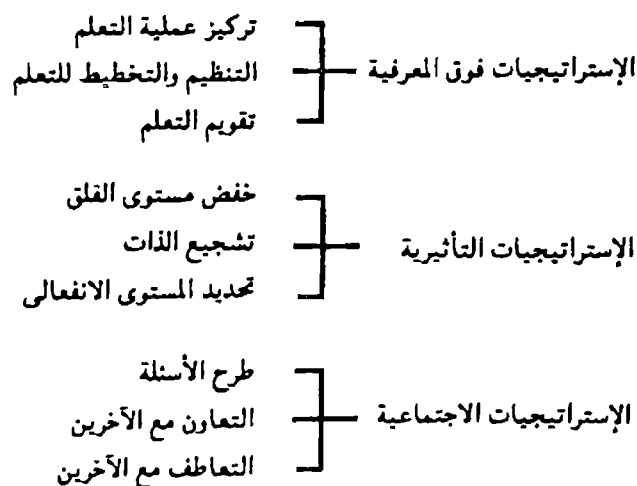 تركيز عملية التعلم
الإستراتيجيات فوق المعرفية
التنظيم والتخطيط للتعلم
تقويم التعلم
خفض مستوى القلق
الإستراتيجيات التأثيرية
تشجيع الذات
تحديد المستوى الانفعالى
طرح الأسئلة
الإستراتيجيات الاجتماعية
التعاون مع الآخرين
التعاطف مع الآخرين